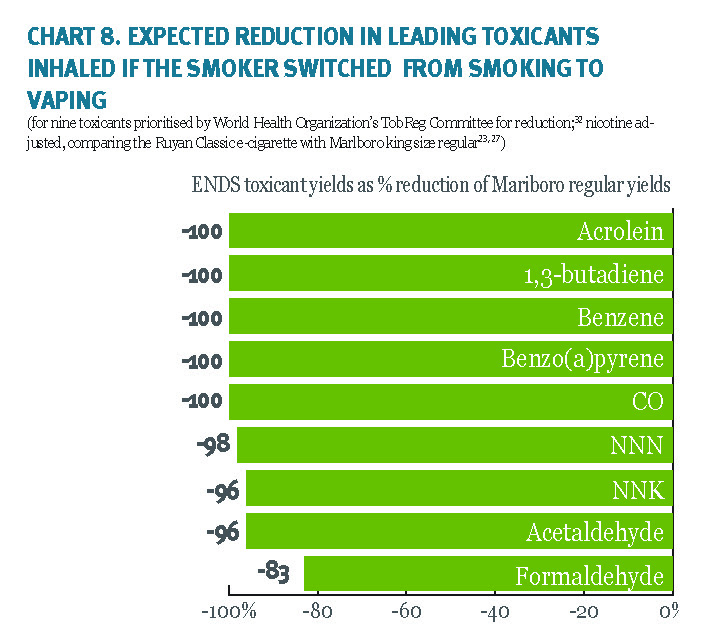 CHART 8. EXPECTED REDUCTION IN LEADING TOXICANTS
INHALED IF THE SMOKER SWITCHED FROM SMOKING TO
VAPING
(for nine toxicants prioritised by World Health Organization's TobReg Committee for reduction;³² nicotine ad-
justed, comparing the Ruyan Classic e-cigarette with Marlboro king size regular²³,²⁷)
ENDS toxicant yields as % reduction of Mariboro regular yields
-100 Acrolein
-100 1,3-butadiene
-100 Benzene
-100 Benzo(a)pyrene
-100 CO
-98 NNN
-96 NNK
-96 Acetaldehyde
-83 Formaldehyde
-100% -80 -60 -40 -20 0%